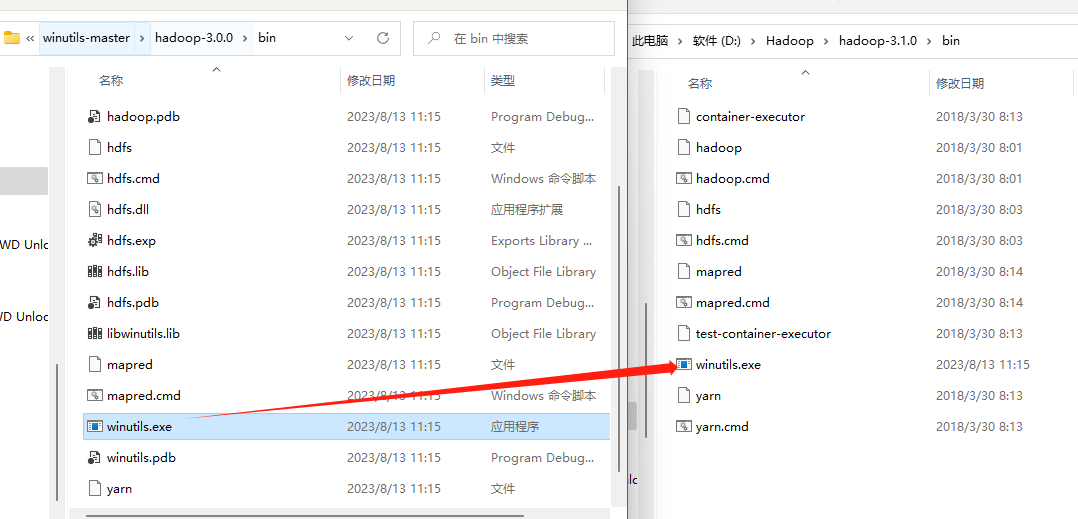 « winutils-master › hadoop-3.0.0 › bin
在 bin 中搜索
名称 修改日期 类型
hadoop.pdb 2023/8/13 11:15 Program Debug...
hdfs 2023/8/13 11:15 文件
hdfs.cmd 2023/8/13 11:15 Windows 命令脚本
hdfs.dll 2023/8/13 11:15 应用程序扩展
hdfs.exp 2023/8/13 11:15 Exports Library ...
hdfs.lib 2023/8/13 11:15 Object File Library
hdfs.pdb 2023/8/13 11:15 Program Debug...
libwinutils.lib 2023/8/13 11:15 Object File Library
mapred 2023/8/13 11:15 文件
mapred.cmd 2023/8/13 11:15 Windows 命令脚本
winutils.exe 2023/8/13 11:15 应用程序
winutils.pdb 2023/8/13 11:15 Program Debug...
yarn 2023/8/13 11:15 文件
此电脑 › 软件 (D:) › Hadoop › hadoop-3.1.0 › bin
名称 修改日期
container-executor 2018/3/30 8:13
hadoop 2018/3/30 8:01
hadoop.cmd 2018/3/30 8:01
hdfs 2018/3/30 8:03
hdfs.cmd 2018/3/30 8:03
mapred 2018/3/30 8:14
mapred.cmd 2018/3/30 8:14
test-container-executor 2018/3/30 8:13
winutils.exe 2023/8/13 11:15
yarn 2018/3/30 8:13
yarn.cmd 2018/3/30 8:13